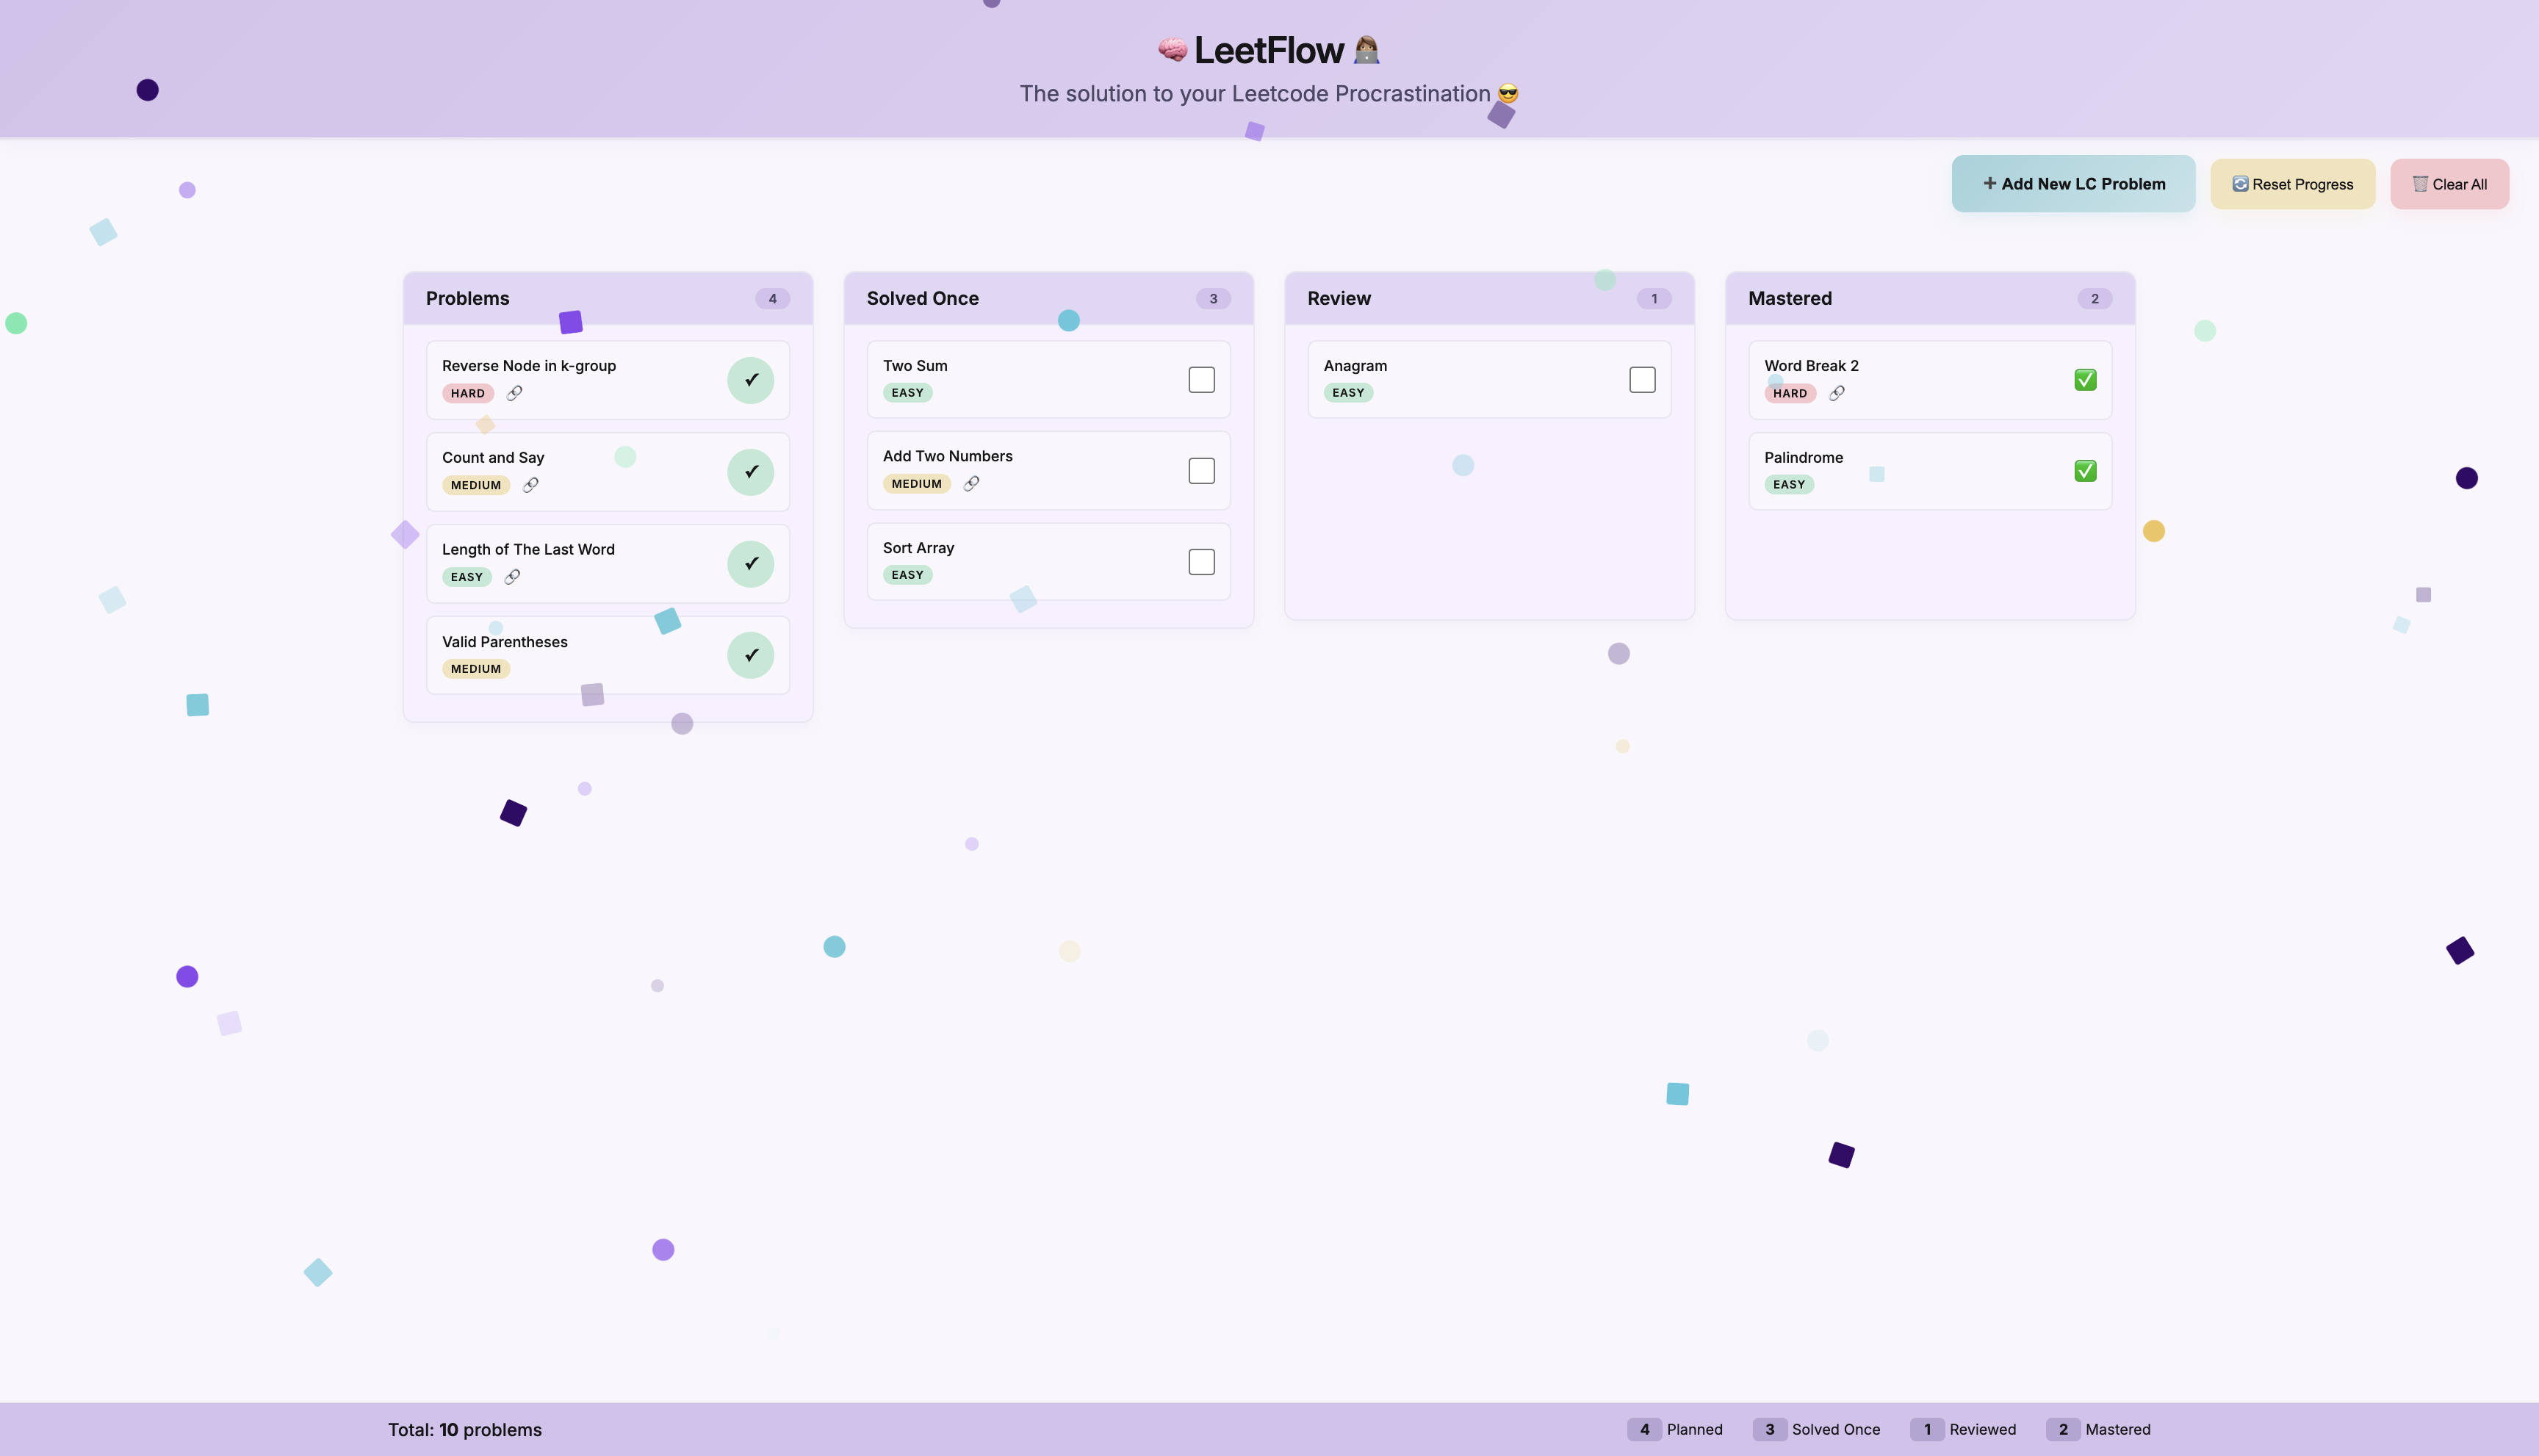 🧠 LeetFlow 👩🏽‍💻
The solution to your Leetcode Procrastination 😎
➕ Add New LC Problem
🔄 Reset Progress
🗑️ Clear All
Problems 4
Reverse Node in k-group
HARD 🔗
✓
Count and Say
MEDIUM 🔗
✓
Length of The Last Word
EASY 🔗
✓
Valid Parentheses
MEDIUM
✓
Solved Once 3
Two Sum
EASY
Add Two Numbers
MEDIUM 🔗
Sort Array
EASY
Review 1
Anagram
EASY
Mastered 2
Word Break 2
HARD 🔗
✅
Palindrome
EASY
✅
Total: 10 problems
4 Planned
3 Solved Once
1 Reviewed
2 Mastered